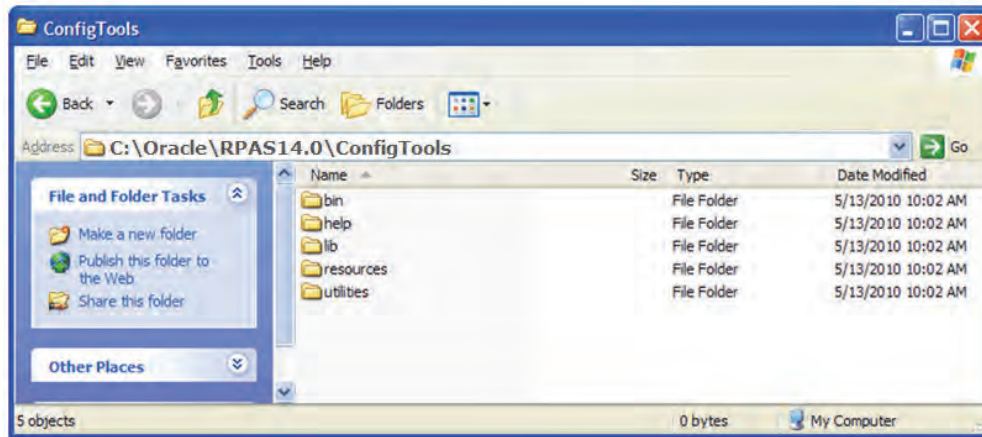 ConfigTools
File Edit View Favorites Tools Help
Back Search Folders
Address C:\Oracle\RPAS14.0\ConfigTools Go
Name Size Type Date Modified
File and Folder Tasks
Make a new folder
Publish this folder to
the Web
Share this folder
Other Places
bin File Folder 5/13/2010 10:02 AM
help File Folder 5/13/2010 10:02 AM
lib File Folder 5/13/2010 10:02 AM
resources File Folder 5/13/2010 10:02 AM
utilities File Folder 5/13/2010 10:02 AM
5 objects 0 bytes My Computer